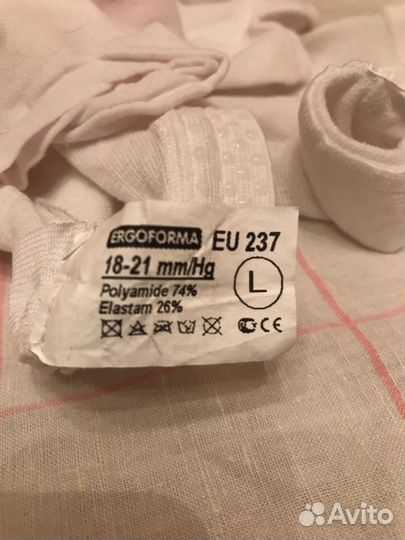 ERGOFORMA EU 237
18-21 mm/Hg L
Polyamide 74%
Elastam 26%
CE
Avito